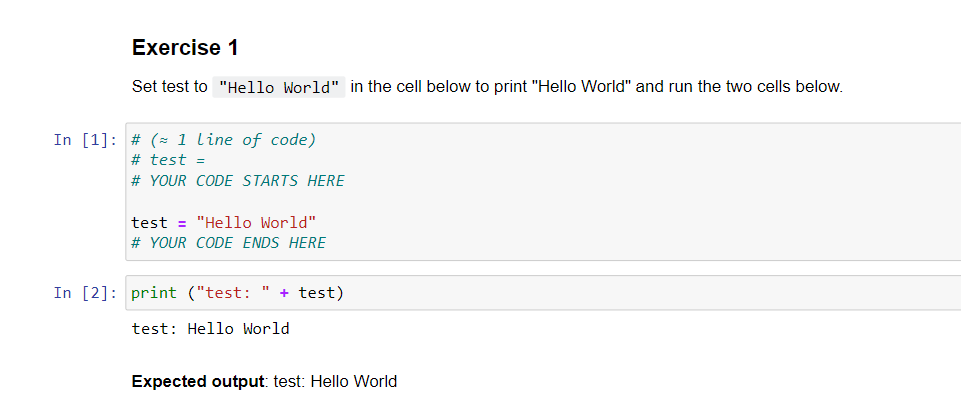 Exercise 1
Set test to "Hello World" in the cell below to print "Hello World" and run the two cells below.
In [1]: # (≈ 1 line of code)
# test =
# YOUR CODE STARTS HERE
test = "Hello World"
# YOUR CODE ENDS HERE
In [2]: print ("test: " + test)
test: Hello World
Expected output: test: Hello World